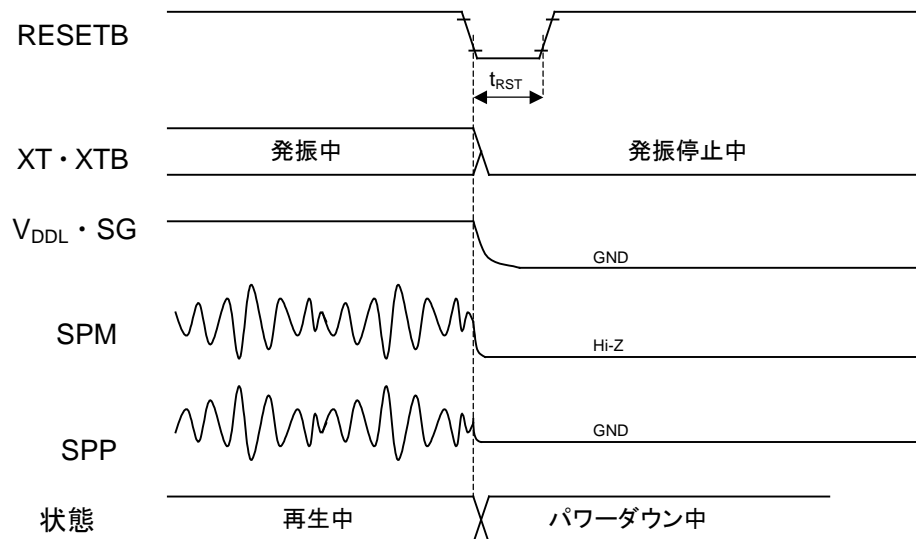 RESETB
tRST
XT・XTB
発振中
発振停止中
VDDL・SG
GND
SPM
Hi-Z
SPP
GND
状態
再生中
パワーダウン中